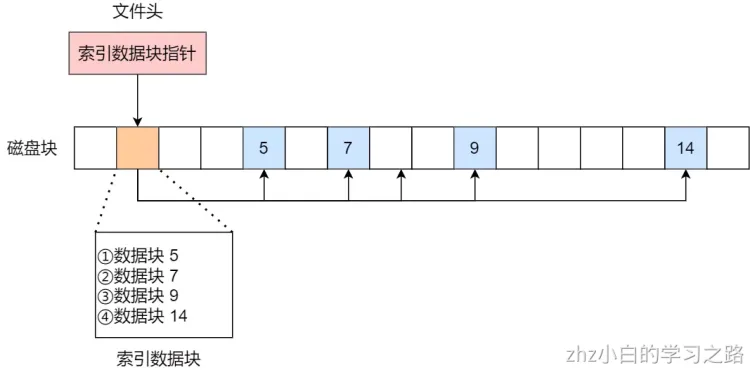 文件头
索引数据块指针
磁盘块
5
7
9
14
①数据块 5
②数据块 7
③数据块 9
④数据块 14
索引数据块
zhz小白的学习之路